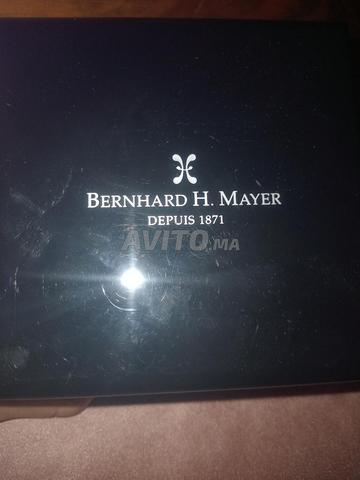 BERNHARD H. MAYER
DEPUIS 1871
AVITO.MA